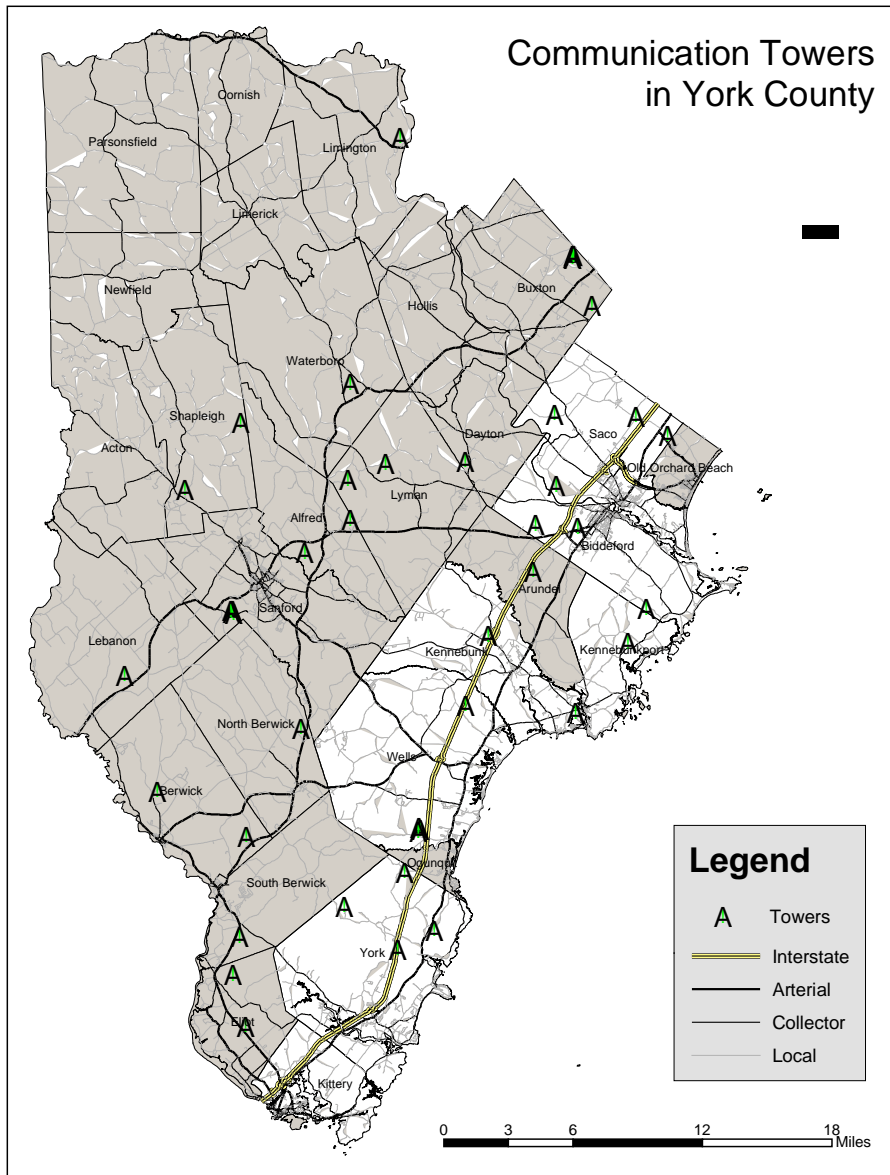 Communication Towers
in York County
Cornish
Parsonsfield
Limington
Limerick
Newfield
Buxton
Hollis
Waterboro
Shapleigh
Dayton
Saco
Acton
Old Orchard Beach
Lyman
Alfred
Biddeford
Arundel
Sanford
Lebanon
Kennebunk
Kennebunkport
North Berwick
Wells
Berwick
Ogunquit
South Berwick
York
Eliot
Kittery
Legend
A Towers
Interstate
Arterial
Collector
Local
0 3 6 12 18
Miles